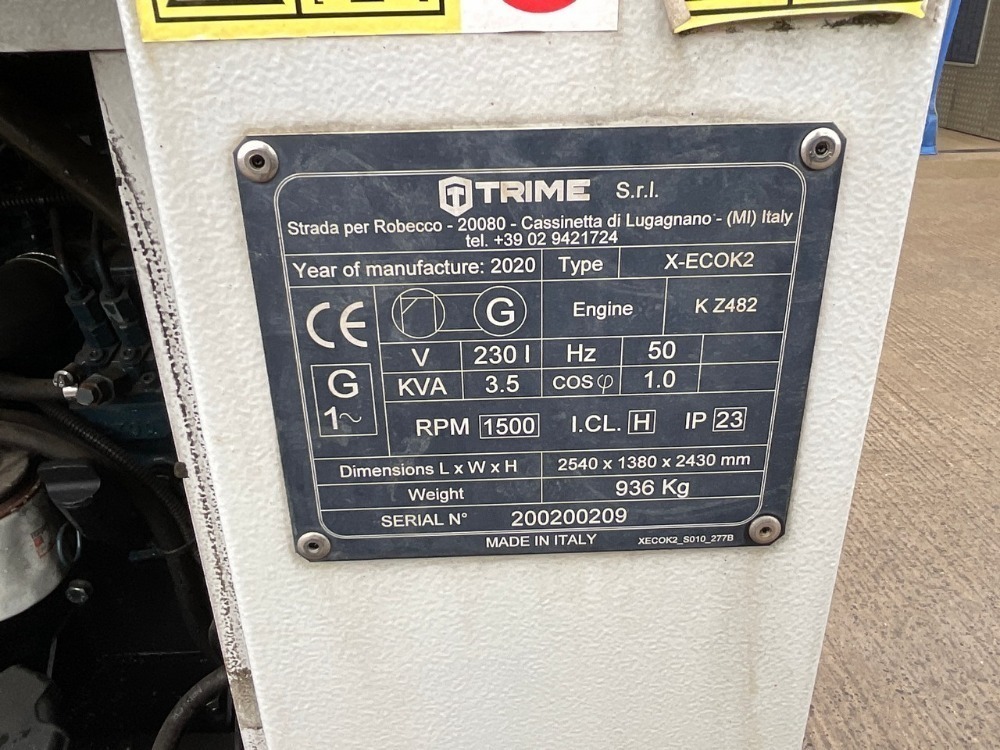 TRIME S.r.l.
Strada per Robecco - 20080 - Cassinetta di Lugagnano - (MI) Italy
tel. +39 02 9421724
Year of manufacture: 2020 Type X-ECOK2
CE G Engine K Z482
V 230 I Hz 50
G KVA 3.5 COS φ 1.0
1~ RPM 1500 I.CL. H IP 23
Dimensions L x W x H 2540 x 1380 x 2430 mm
Weight 936 Kg
SERIAL N° 200200209
MADE IN ITALY XECOK2_S010_277B